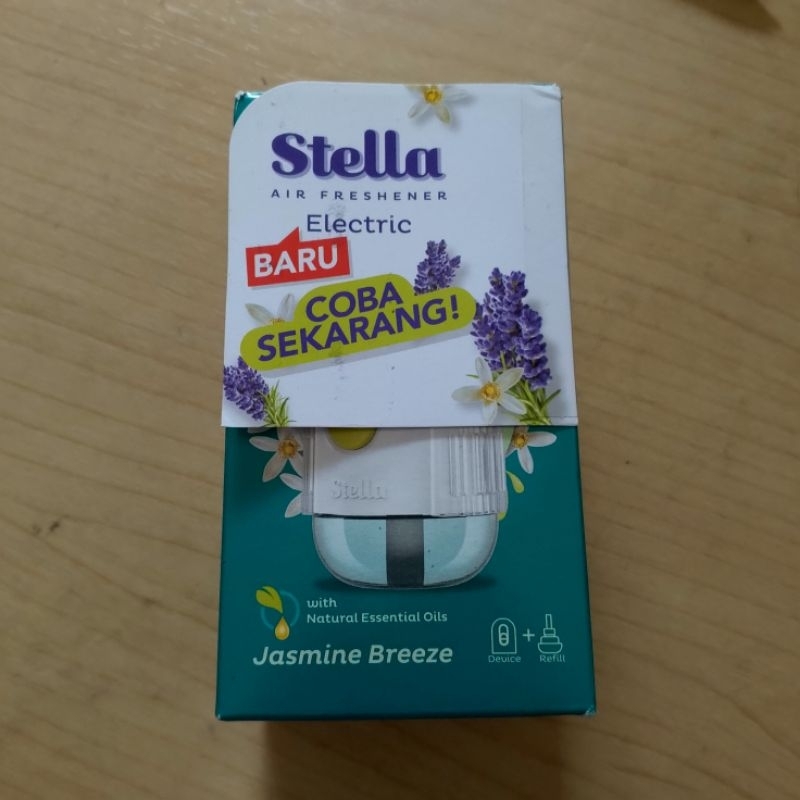 Stella
AIR FRESHENER
Electric
BARU
COBA
SEKARANG!
Stella
with
Natural Essential Oils
Jasmine Breeze
Device + Refill